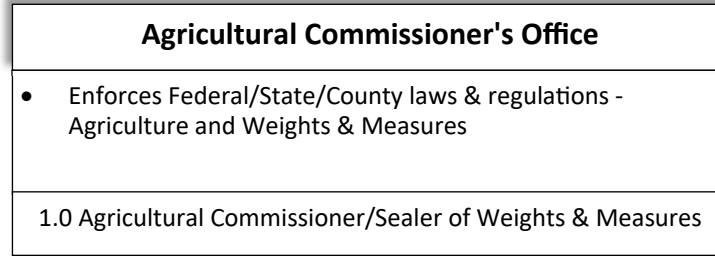 Agricultural Commissioner's Office
• Enforces Federal/State/County laws & regulations -
Agriculture and Weights & Measures
1.0 Agricultural Commissioner/Sealer of Weights & Measures